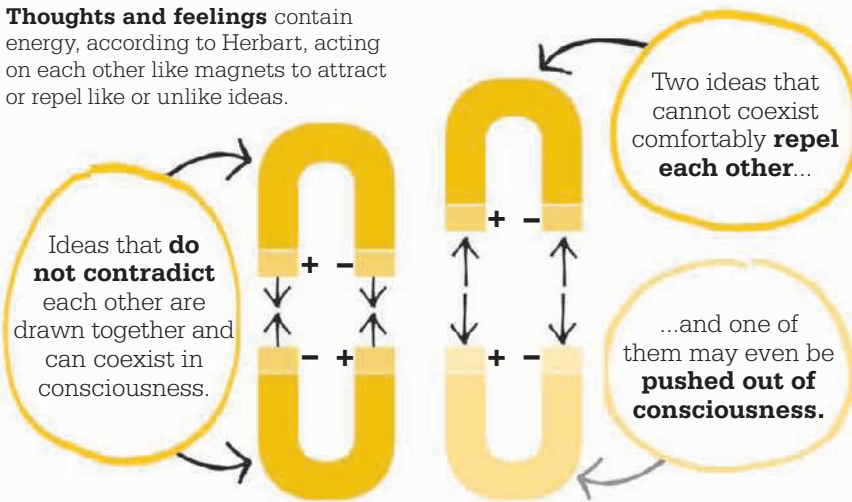 Thoughts and feelings contain
energy, according to Herbart, acting
on each other like magnets to attract
or repel like or unlike ideas.
Ideas that do
not contradict
each other are
drawn together and
can coexist in
consciousness.
+ −
− +
Two ideas that
cannot coexist
comfortably repel
each other...
+ −
+ −
...and one of
them may even be
pushed out of
consciousness.